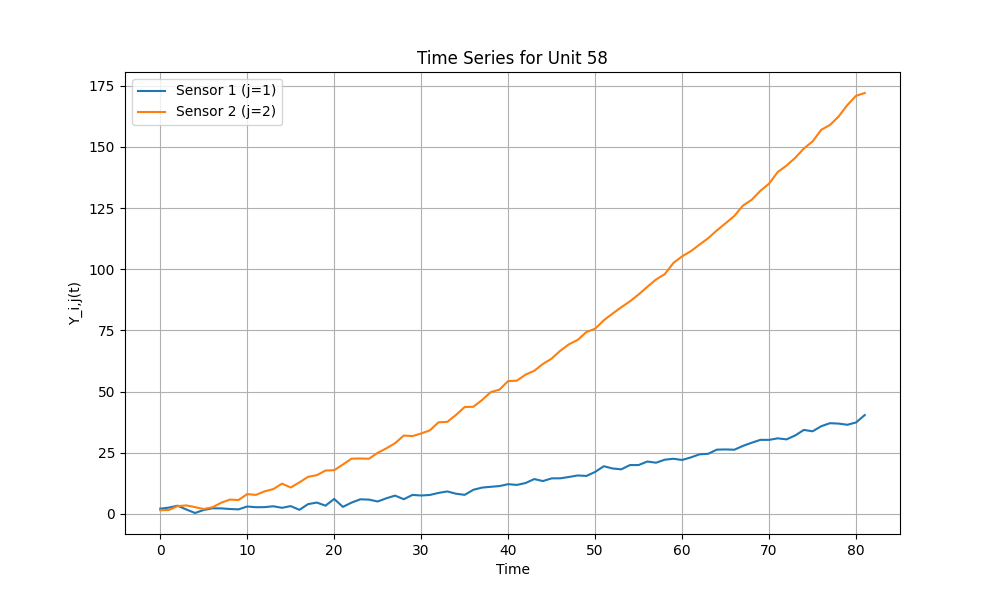 Time Series for Unit 58
Sensor 1 (j=1)
Sensor 2 (j=2)
Y_i,j(t)
175
150
125
100
75
50
25
0
0 10 20 30 40 50 60 70 80
Time